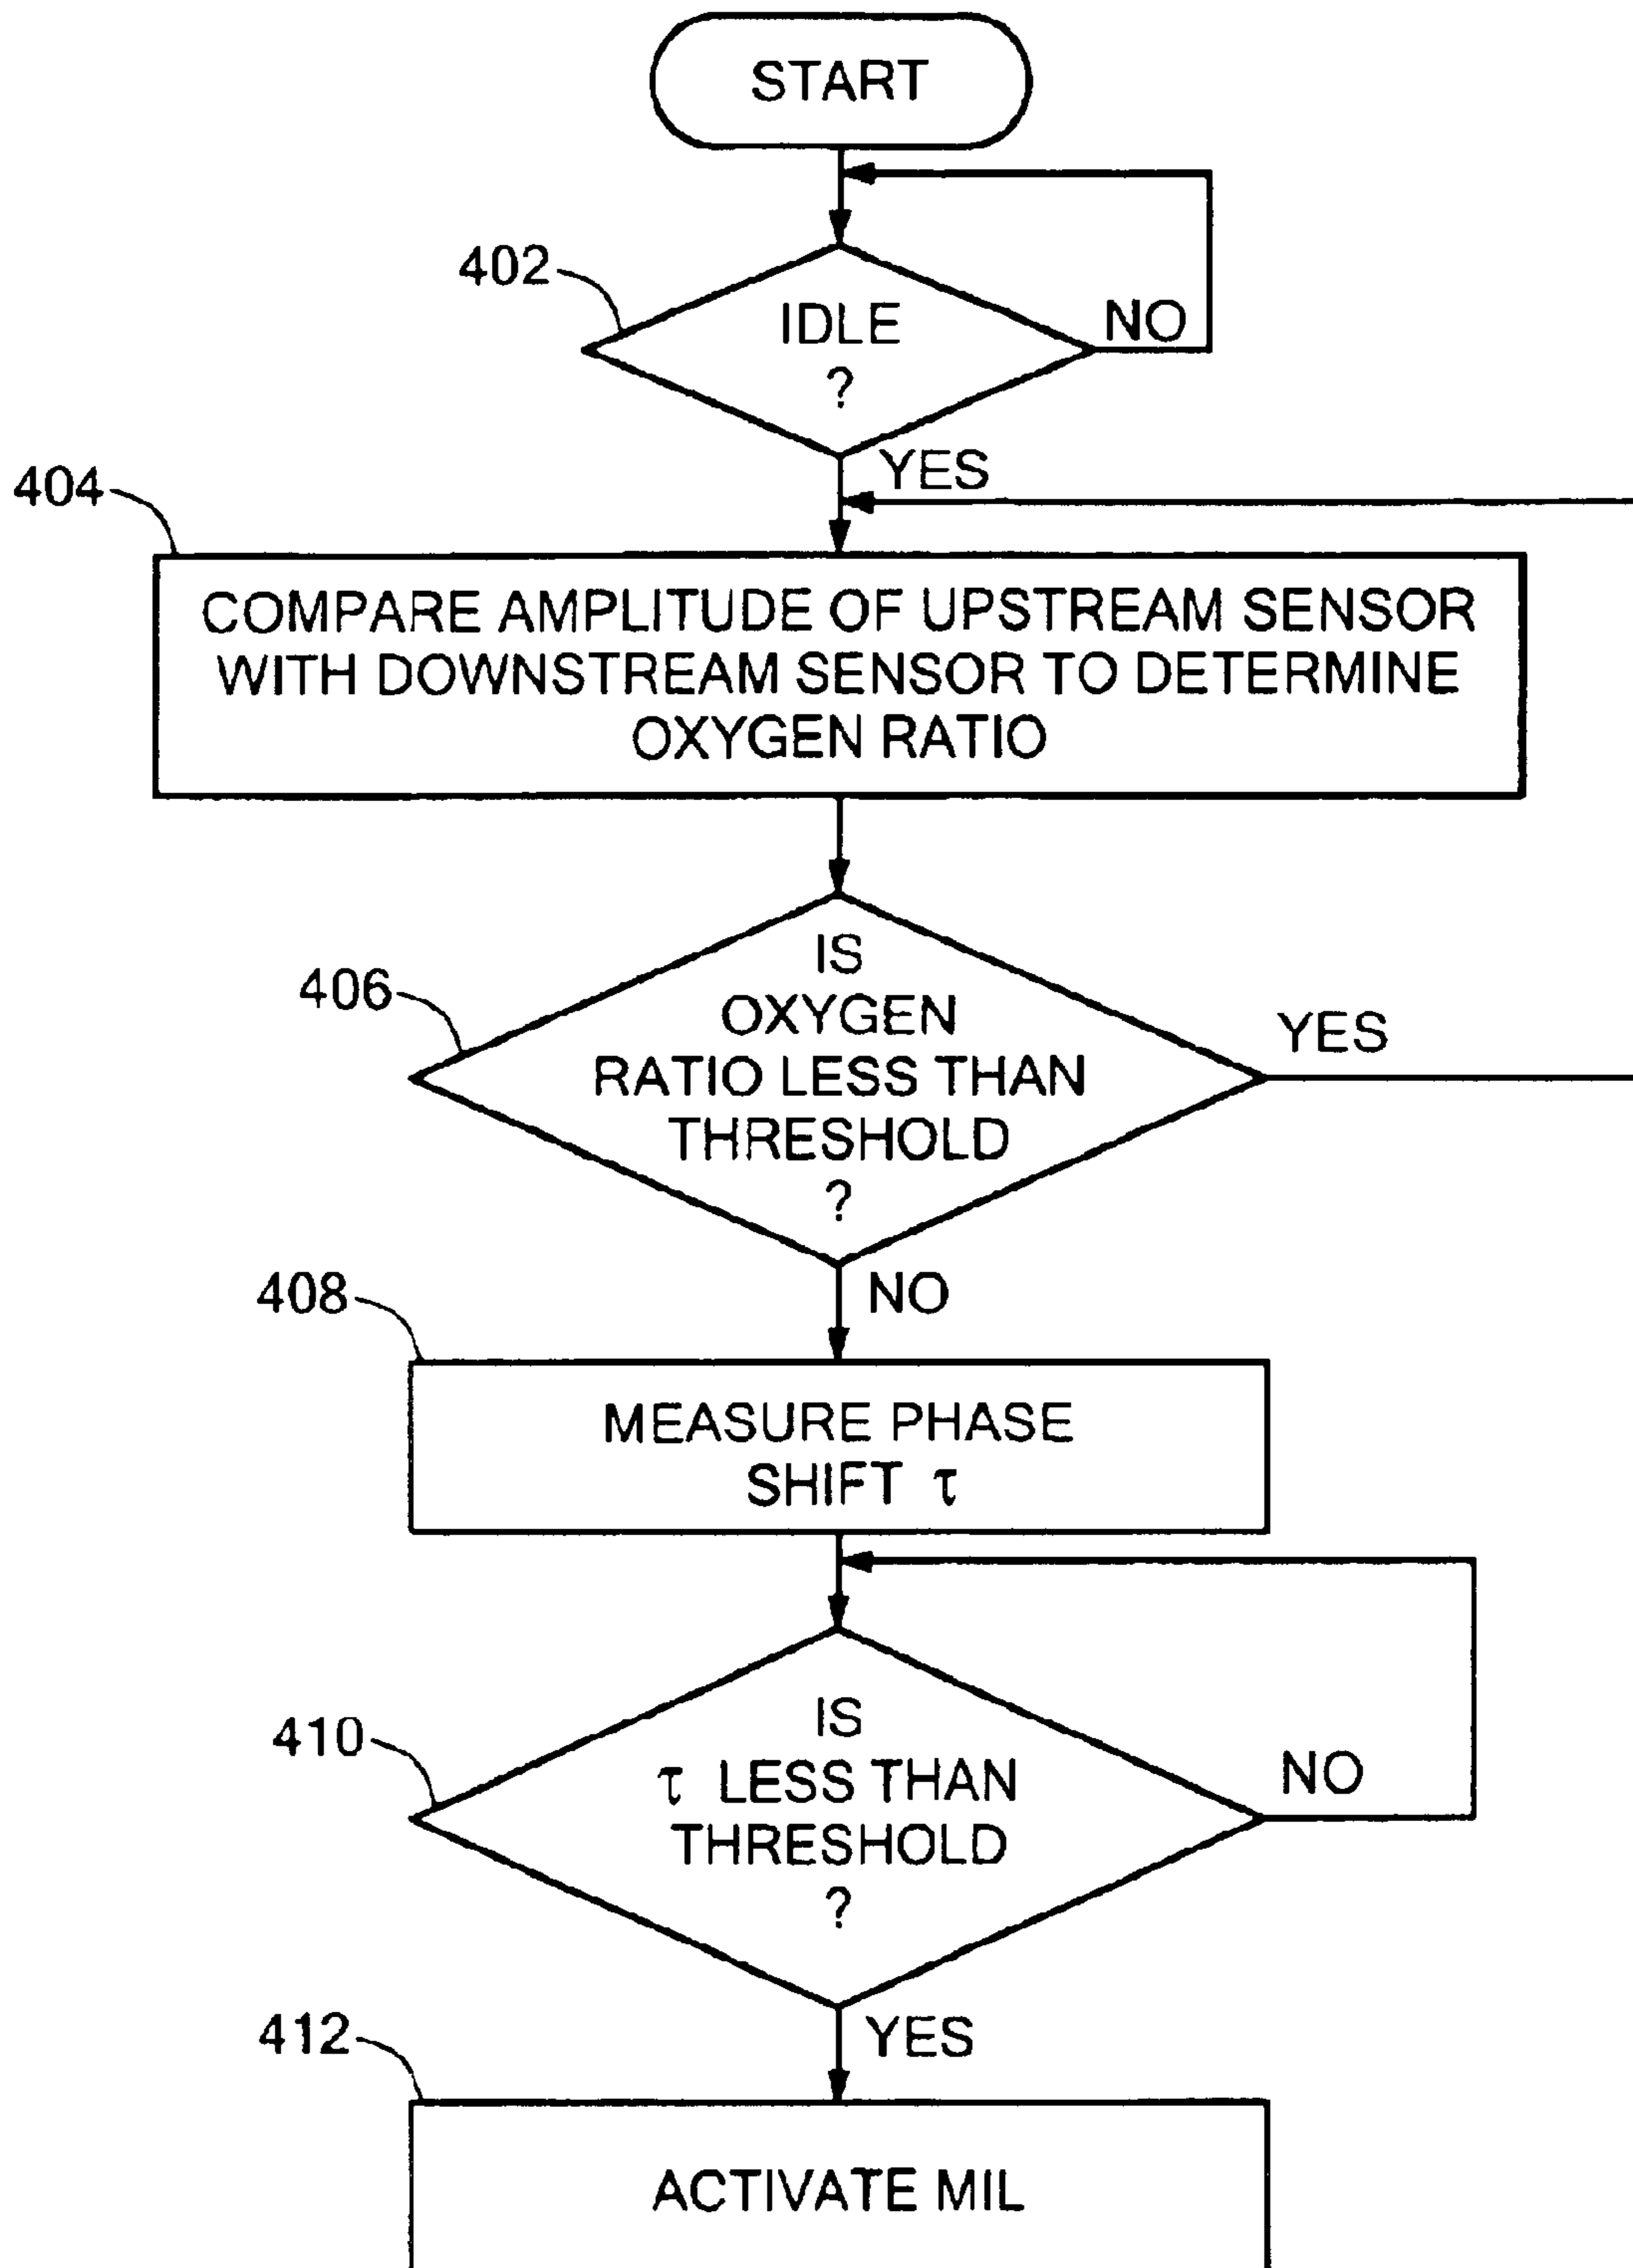 START
402
IDLE
?
NO
YES
404
COMPARE AMPLITUDE OF UPSTREAM SENSOR
WITH DOWNSTREAM SENSOR TO DETERMINE
OXYGEN RATIO
406
IS
OXYGEN
RATIO LESS THAN
THRESHOLD
?
YES
NO
408
MEASURE PHASE
SHIFT τ
410
IS
τ LESS THAN
THRESHOLD
?
NO
YES
412
ACTIVATE MIL